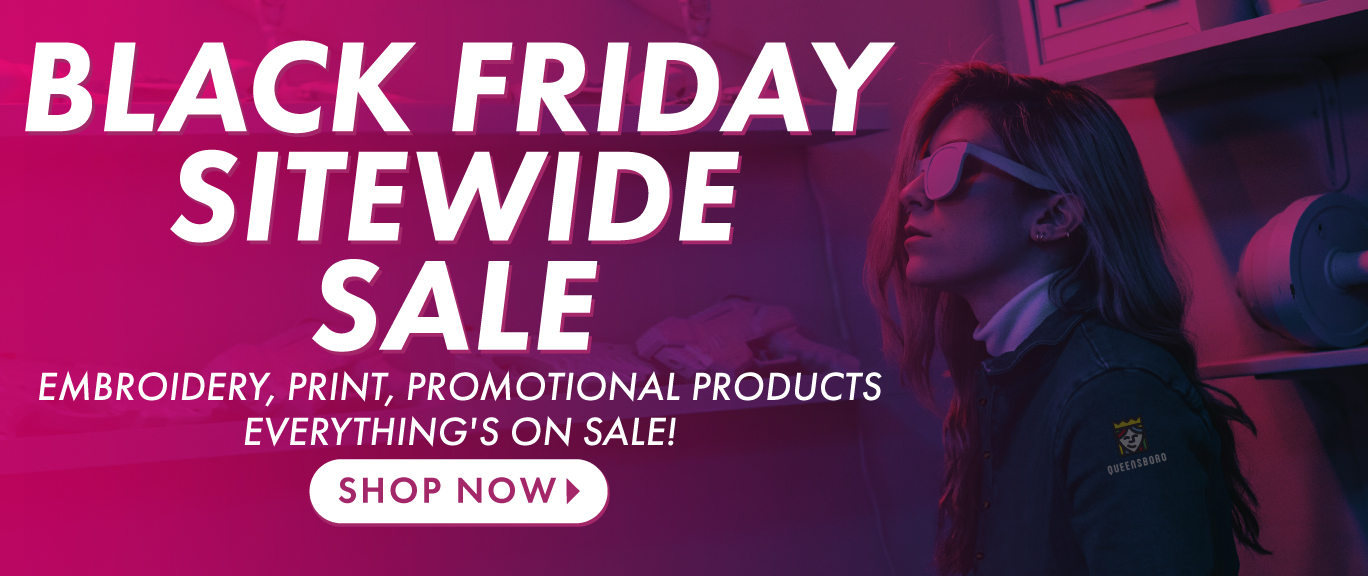 BLACK FRIDAY
SITEWIDE
SALE
EMBROIDERY, PRINT, PROMOTIONAL PRODUCTS
EVERYTHING'S ON SALE!
SHOP NOW
QUEENSBORO